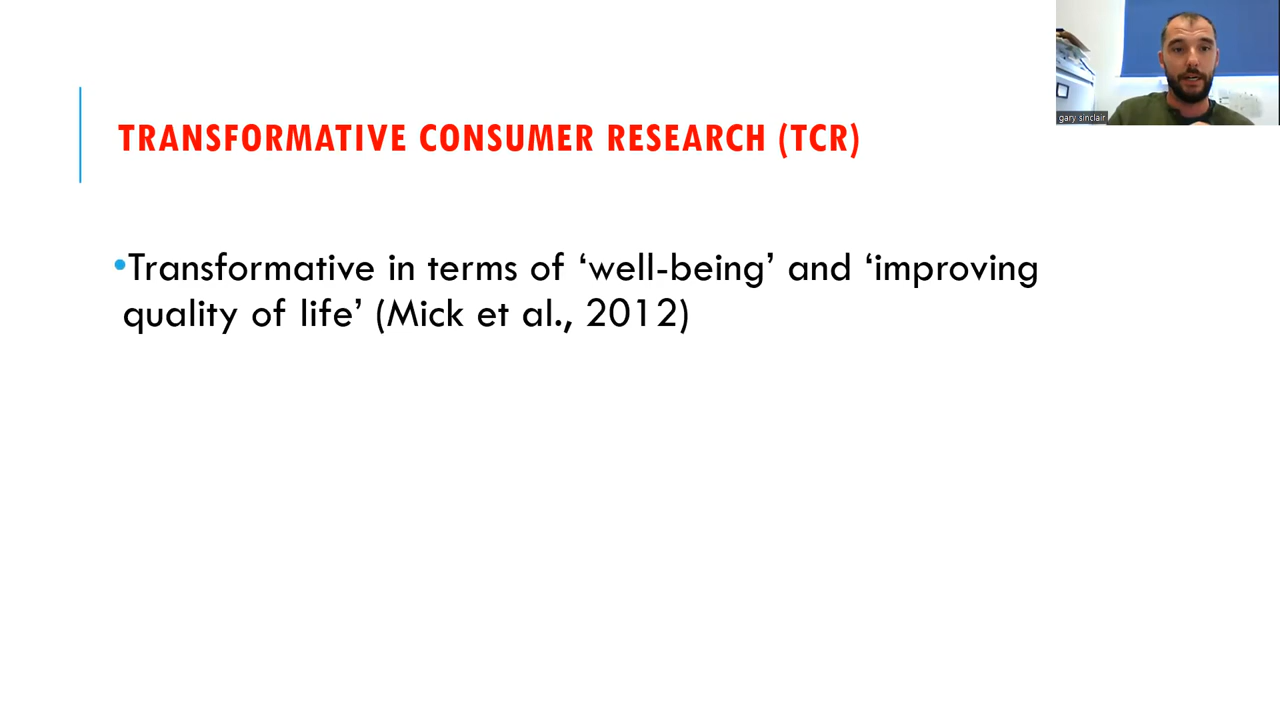 TRANSFORMATIVE CONSUMER RESEARCH (TCR)
•Transformative in terms of ‘well-being’ and ‘improving
quality of life’ (Mick et al., 2012)
gary sinclair